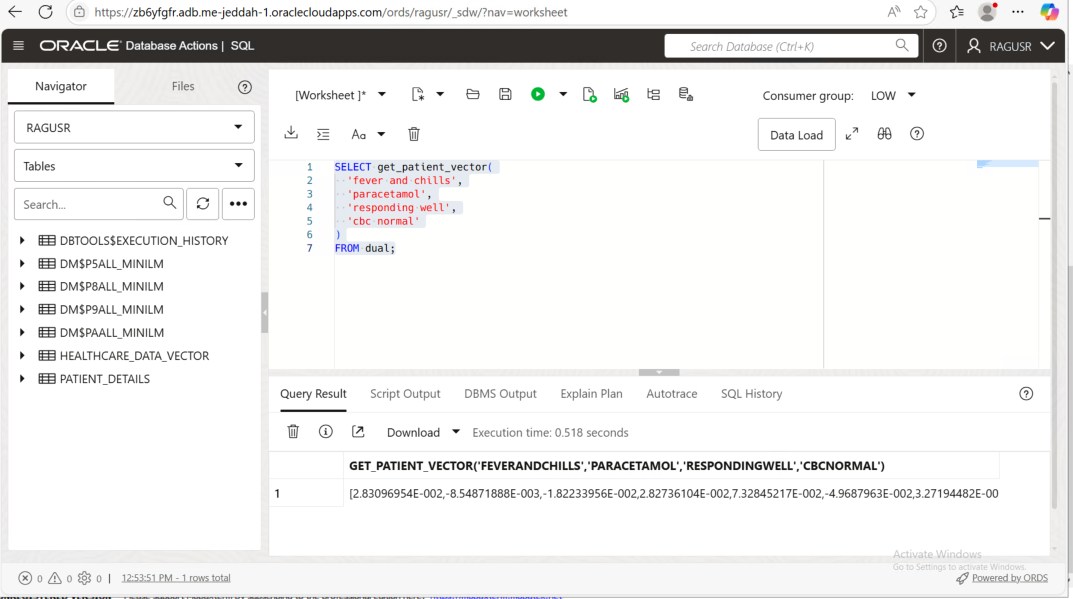 https://zb6yfgfr.adb.me-jeddah-1.oraclecloudapps.com/ords/ragusr/_sdw/?nav=worksheet
ORACLE Database Actions | SQL
Search Database (Ctrl+K)
RAGUSR
Navigator
Files
RAGUSR
Tables
Search...
DBTOOLS$EXECUTION_HISTORY
DM$P5ALL_MINILM
DM$P8ALL_MINILM
DM$P9ALL_MINILM
DM$PAALL_MINILM
HEALTHCARE_DATA_VECTOR
PATIENT_DETAILS
[Worksheet ]*
Consumer group: LOW
Aa
Data Load
1 SELECT get_patient_vector(
2 'fever and chills',
3 'paracetamol',
4 'responding well',
5 'cbc normal'
6 )
7 FROM dual;
Query Result Script Output DBMS Output Explain Plan Autotrace SQL History
Download Execution time: 0.518 seconds
GET_PATIENT_VECTOR('FEVERANDCHILLS','PARACETAMOL','RESPONDINGWELL','CBCNORMAL')
1 [2.83096954E-002,-8.54871888E-003,-1.82233956E-002,2.82736104E-002,7.32845217E-002,-4.9687963E-002,3.27194482E-00
Activate Windows
Go to Settings to activate Windows.
0 0 0 | 12:53:51 PM - 1 rows total
Powered by ORDS